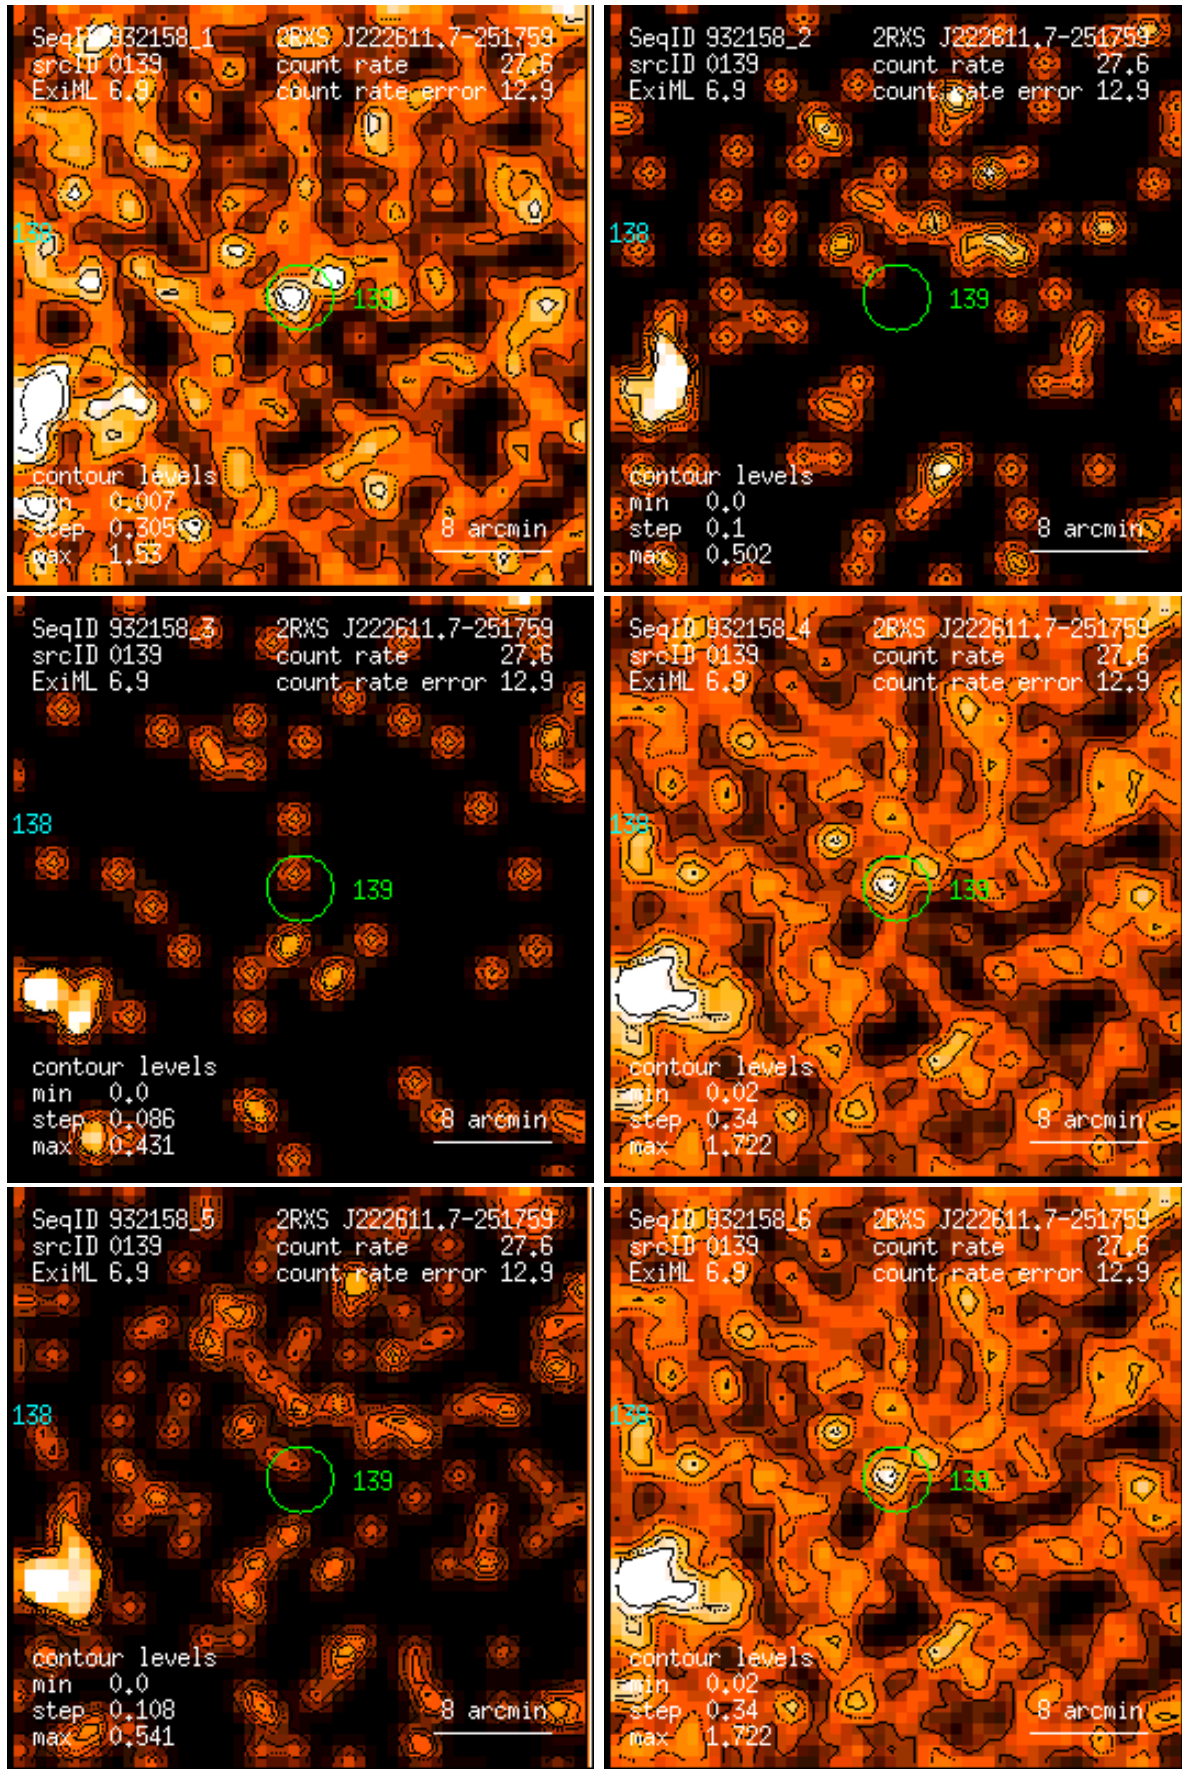 SeqID 932158_1 2RXS J222611.7-251759
srcID 0139 count rate 27.6
ExiML 6.9 count rate error 12.9
138
139
contour levels
min 0.007
step 0.305
max 1.53
8 arcmin
SeqID 932158_2 2RXS J222611.7-251759
srcID 0139 count rate 27.6
ExiML 6.9 count rate error 12.9
138
139
contour levels
min 0.0
step 0.1
max 0.502
8 arcmin
SeqID 932158_3 2RXS J222611.7-251759
srcID 0139 count rate 27.6
ExiML 6.9 count rate error 12.9
138
139
contour levels
min 0.0
step 0.086
max 0.431
8 arcmin
SeqID 932158_4 2RXS J222611.7-251759
srcID 0139 count rate 27.6
ExiML 6.9 count rate error 12.9
138
139
contour levels
min 0.02
step 0.34
max 1.722
8 arcmin
SeqID 932158_5 2RXS J222611.7-251759
srcID 0139 count rate 27.6
ExiML 6.9 count rate error 12.9
138
139
contour levels
min 0.0
step 0.108
max 0.541
8 arcmin
SeqID 932158_6 2RXS J222611.7-251759
srcID 0139 count rate 27.6
ExiML 6.9 count rate error 12.9
138
139
contour levels
min 0.02
step 0.34
max 1.722
8 arcmin